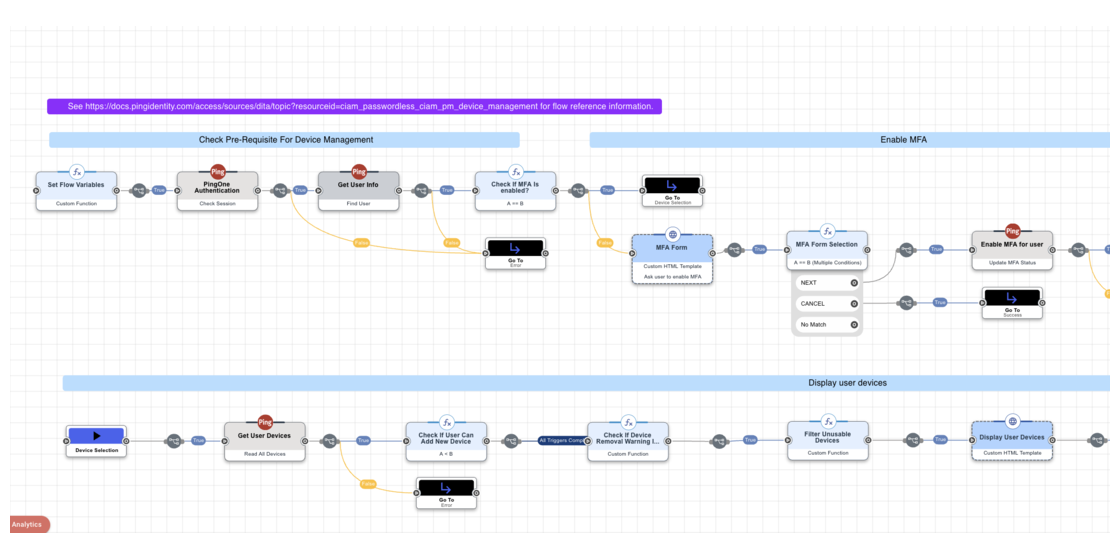 See https://docs.pingidentity.com/access/sources/dita/topic?resourceid=ciam_passwordless_ciam_pm_device_management for flow reference information.
Check Pre-Requisite For Device Management
Enable MFA
Set Flow Variables
Custom Function
True
Ping
PingOne
Authentication
Check Session
True
Ping
Get User Info
Find User
True
Check If MFA Is
enabled?
A == B
True
Go To
Device Selection
False
False
Go To
Error
False
MFA Form
Custom HTML Template
Ask user to enable MFA
True
MFA Form Selection
A == B (Multiple Conditions)
NEXT
CANCEL
No Match
True
Ping
Enable MFA for user
Update MFA Status
True
Go To
Success
Display user devices
Device Selection
True
Ping
Get User Devices
Read All Devices
True
False
Go To
Error
Check If User Can
Add New Device
A < B
All Triggers Comp
Check If Device
Removal Warning I...
Custom Function
True
Filter Unusable
Devices
Custom Function
True
Display User Devices
Custom HTML Template
Analytics